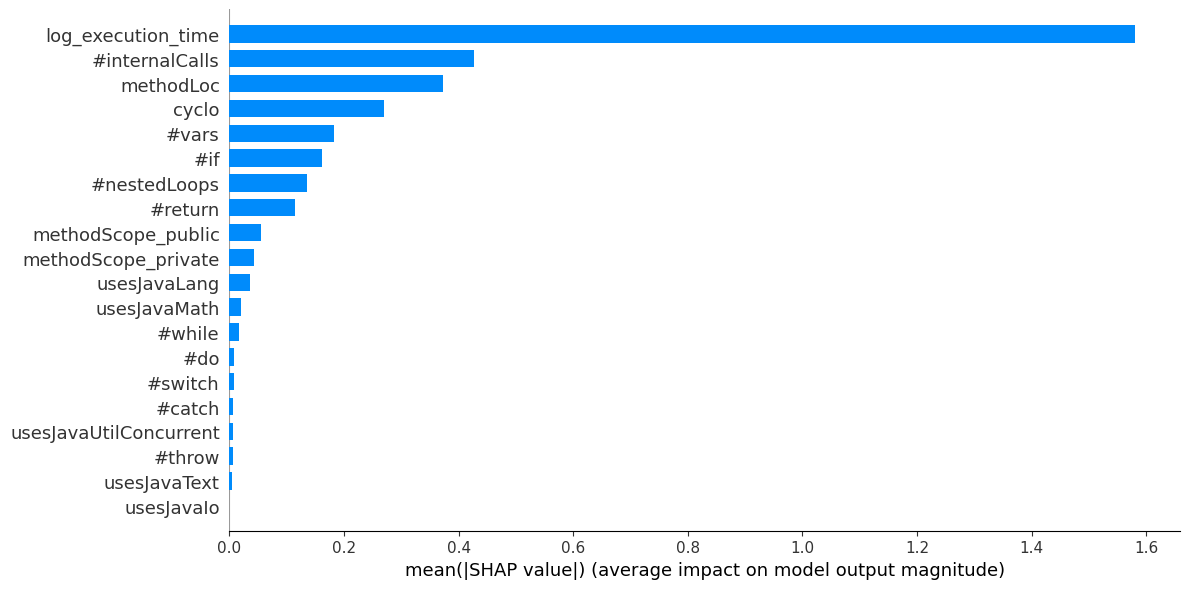 log_execution_time
#internalCalls
methodLoc
cyclo
#vars
#if
#nestedLoops
#return
methodScope_public
methodScope_private
usesJavaLang
usesJavaMath
#while
#do
#switch
#catch
usesJavaUtilConcurrent
#throw
usesJavaText
usesJavaIo
0.0 0.2 0.4 0.6 0.8 1.0 1.2 1.4 1.6
mean(|SHAP value|) (average impact on model output magnitude)